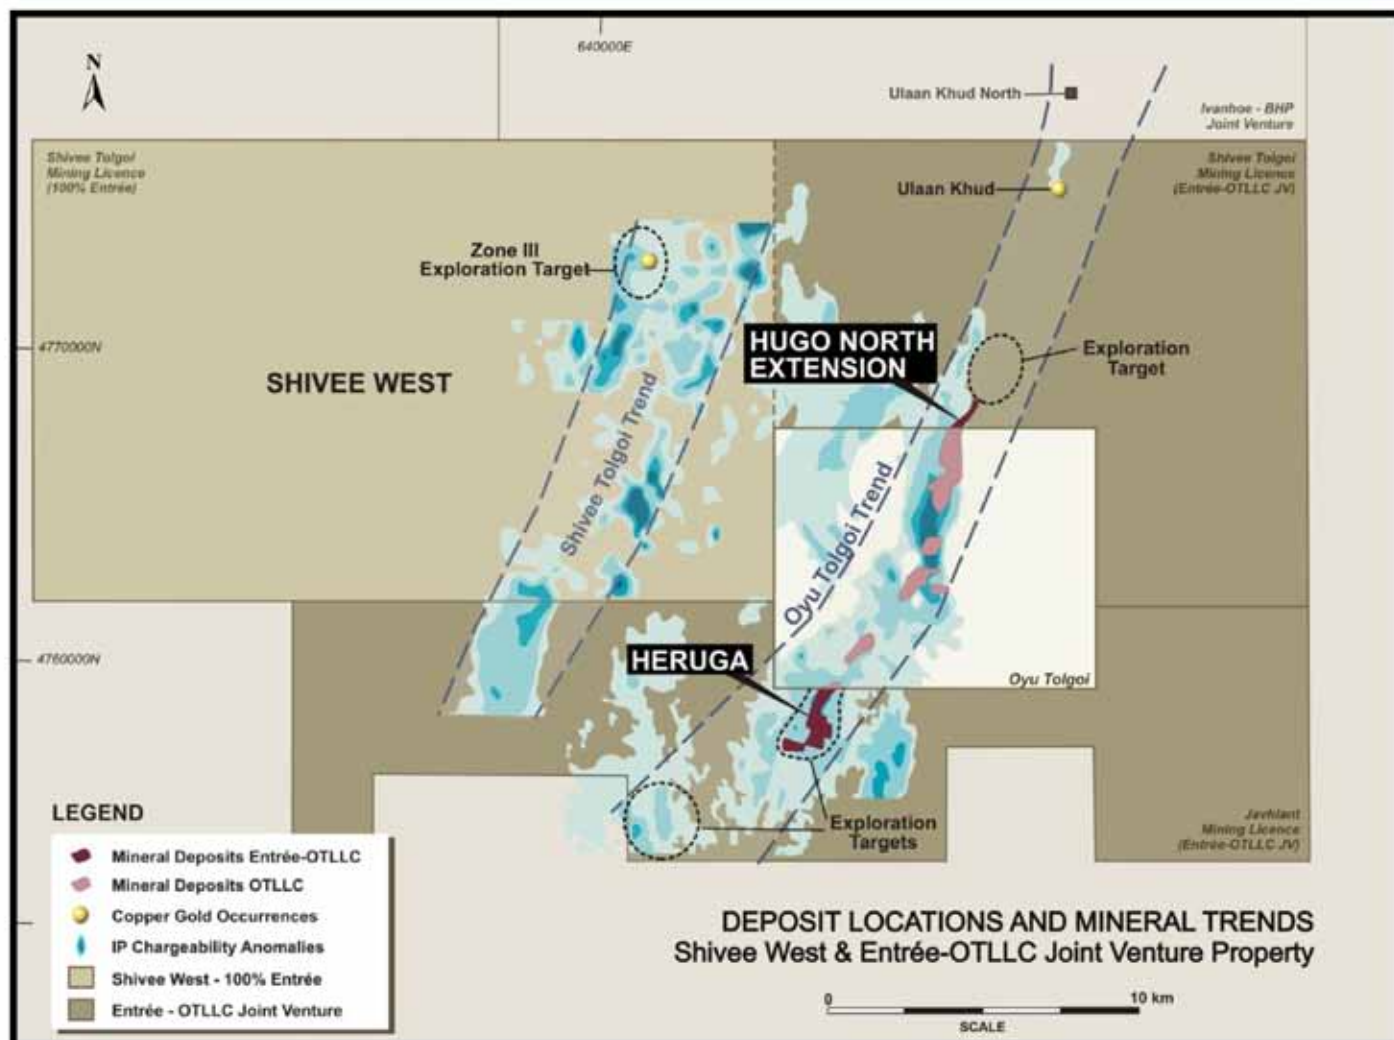 640000E
N
Ulaan Khud North
Ivanhoe - BHP
Joint Venture
Shivee Tolgoi
Mining Licence
(100% Entrée)
Shivee Tolgoi
Mining Licence
(Entrée-OTLLC JV)
Ulaan Khud
Zone III
Exploration Target
HUGO NORTH
EXTENSION
Exploration
Target
4770000N
SHIVEE WEST
Shivee Tolgoi Trend
Oyu Tolgoi Trend
4760000N
HERUGA
Oyu Tolgoi
Exploration
Targets
Javhlant
Mining Licence
(Entrée-OTLLC JV)
LEGEND
Mineral Deposits Entrée-OTLLC
Mineral Deposits OTLLC
Copper Gold Occurrences
IP Chargeability Anomalies
Shivee West - 100% Entrée
Entrée - OTLLC Joint Venture
DEPOSIT LOCATIONS AND MINERAL TRENDS
Shivee West & Entrée-OTLLC Joint Venture Property
0 10 km
SCALE